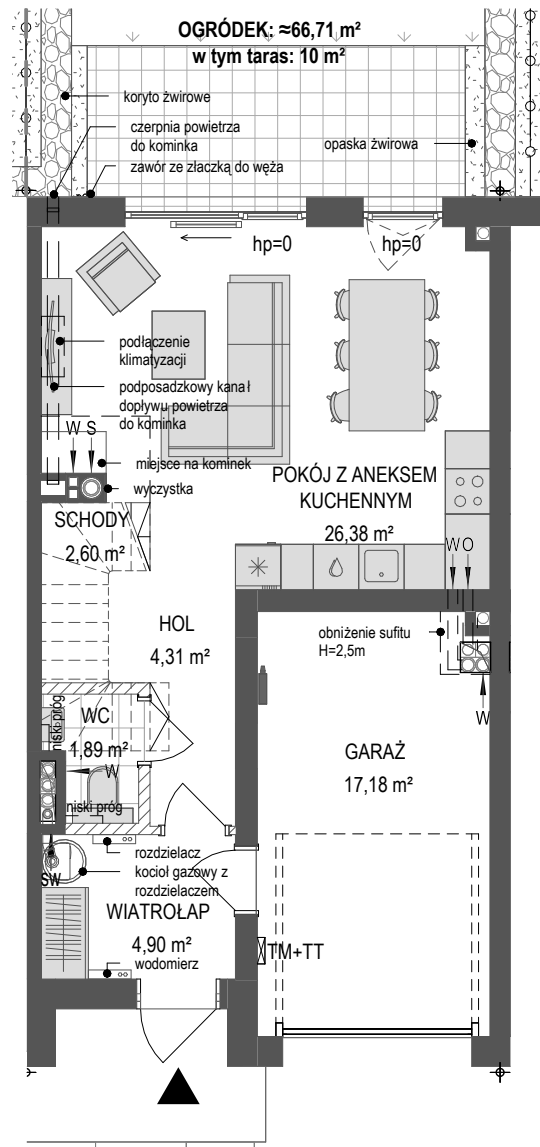 OGRÓDEK: ≈66,71 m²
w tym taras: 10 m²
koryto żwirowe
czerpnia powietrza
do kominka
opaska żwirowa
zawór ze złaczką do węża
hp=0
hp=0
podłączenie
klimatyzacji
podposadzkowy kanał
dopływu powietrza
do kominka
W S
miejsce na kominek
wyczystka
POKÓJ Z ANEKSEM
KUCHENNYM
26,38 m²
SCHODY
2,60 m²
W O
HOL
4,31 m²
obniżenie sufitu
H=2,5m
niski próg
WC
1,89 m²
W
W
GARAŻ
17,18 m²
niski próg
rozdzielacz
kocioł gazowy z
rozdzielaczem
SW
WIATROŁAP
4,90 m²
TM+TT
wodomierz